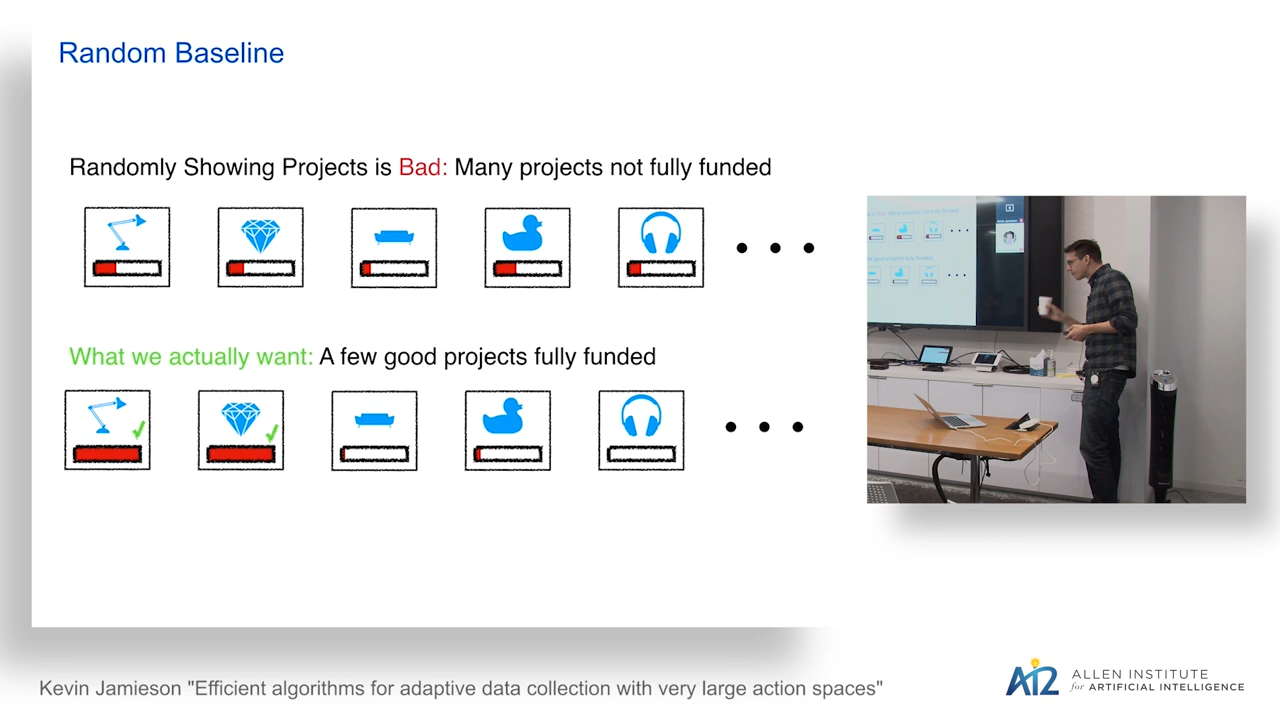 Random Baseline
Randomly Showing Projects is Bad: Many projects not fully funded
What we actually want: A few good projects fully funded
Kevin Jamieson "Efficient algorithms for adaptive data collection with very large action spaces"
AI2
ALLEN INSTITUTE
for ARTIFICIAL INTELLIGENCE